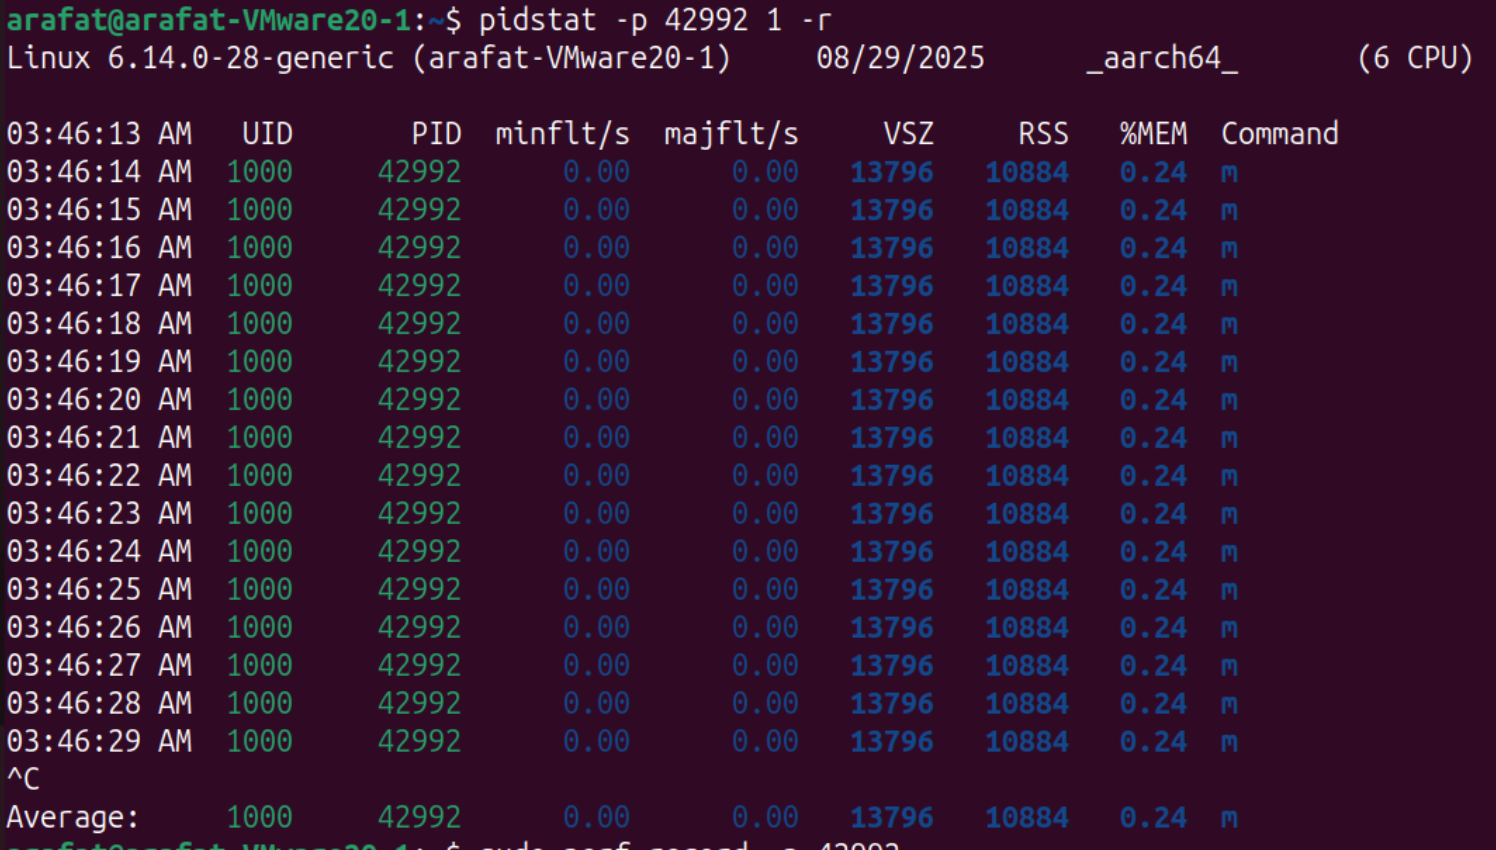 arafat@arafat-VMware20-1:~$ pidstat -p 42992 1 -r
Linux 6.14.0-28-generic (arafat-VMware20-1) 08/29/2025 _aarch64_ (6 CPU)
03:46:13 AM UID PID minflt/s majflt/s VSZ RSS %MEM Command
03:46:14 AM 1000 42992 0.00 0.00 13796 10884 0.24 m
03:46:15 AM 1000 42992 0.00 0.00 13796 10884 0.24 m
03:46:16 AM 1000 42992 0.00 0.00 13796 10884 0.24 m
03:46:17 AM 1000 42992 0.00 0.00 13796 10884 0.24 m
03:46:18 AM 1000 42992 0.00 0.00 13796 10884 0.24 m
03:46:19 AM 1000 42992 0.00 0.00 13796 10884 0.24 m
03:46:20 AM 1000 42992 0.00 0.00 13796 10884 0.24 m
03:46:21 AM 1000 42992 0.00 0.00 13796 10884 0.24 m
03:46:22 AM 1000 42992 0.00 0.00 13796 10884 0.24 m
03:46:23 AM 1000 42992 0.00 0.00 13796 10884 0.24 m
03:46:24 AM 1000 42992 0.00 0.00 13796 10884 0.24 m
03:46:25 AM 1000 42992 0.00 0.00 13796 10884 0.24 m
03:46:26 AM 1000 42992 0.00 0.00 13796 10884 0.24 m
03:46:27 AM 1000 42992 0.00 0.00 13796 10884 0.24 m
03:46:28 AM 1000 42992 0.00 0.00 13796 10884 0.24 m
03:46:29 AM 1000 42992 0.00 0.00 13796 10884 0.24 m
^C
Average: 1000 42992 0.00 0.00 13796 10884 0.24 m